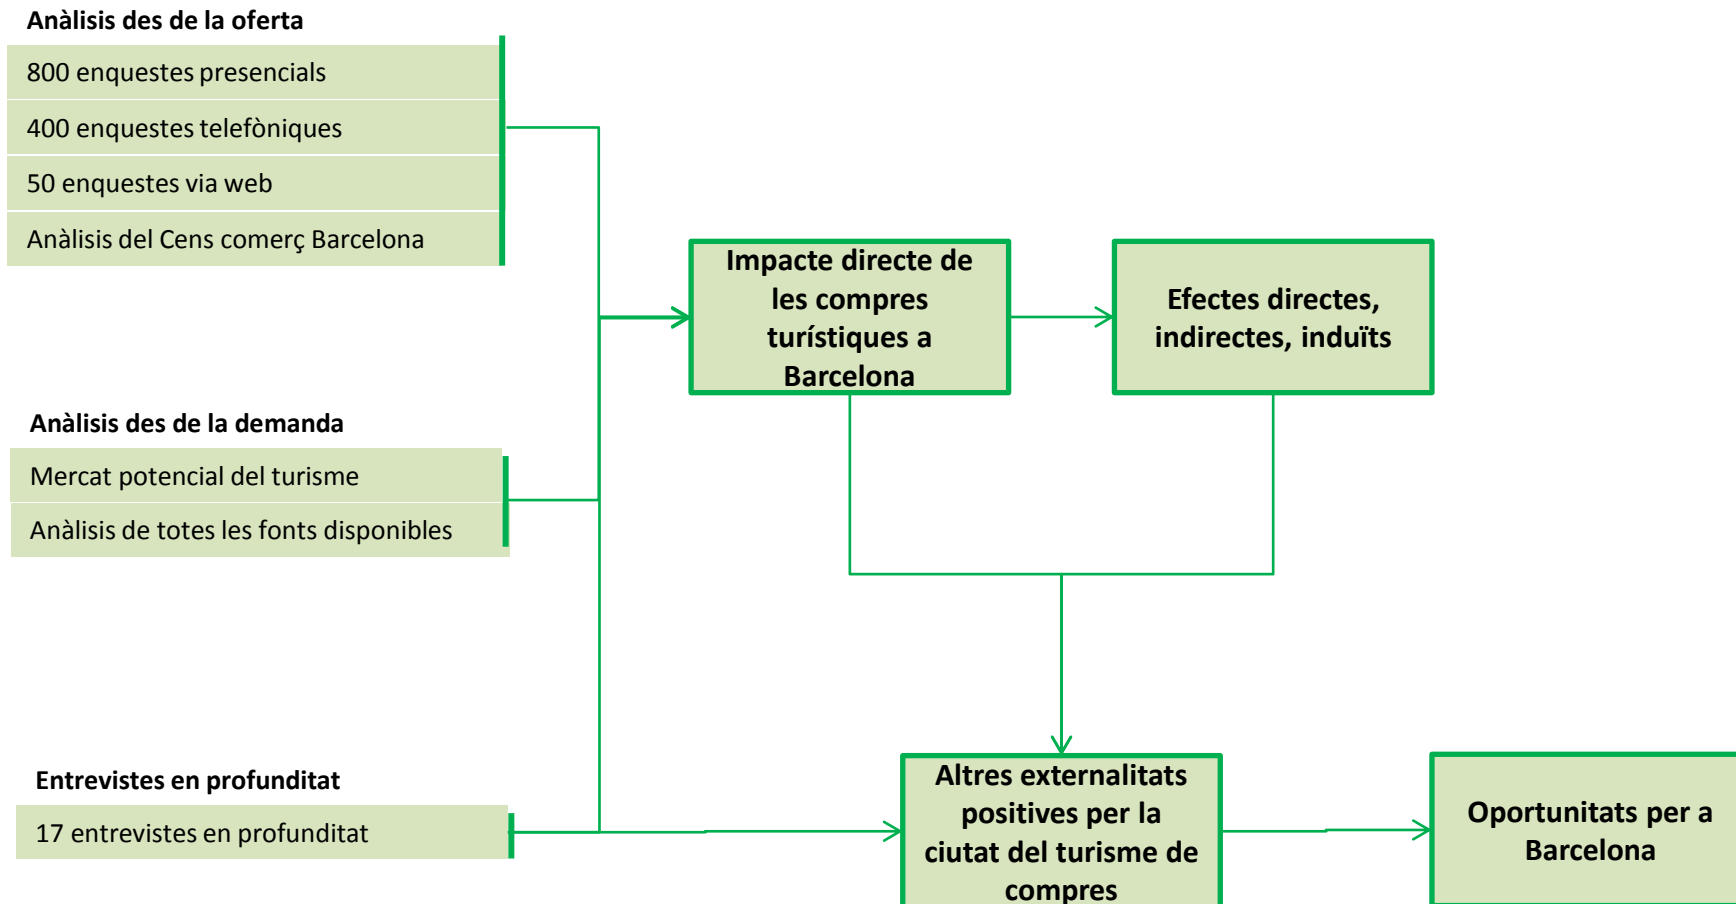 Anàlisis des de la oferta
800 enquestes presencials
400 enquestes telefòniques
50 enquestes via web
Anàlisis del Cens comerç Barcelona
Impacte directe de
les compres
turístiques a
Barcelona
Efectes directes,
indirectes, induïts
Anàlisis des de la demanda
Mercat potencial del turisme
Anàlisis de totes les fonts disponibles
Entrevistes en profunditat
17 entrevistes en profunditat
Altres externalitats
positives per la
ciutat del turisme de
compres
Oportunitats per a
Barcelona